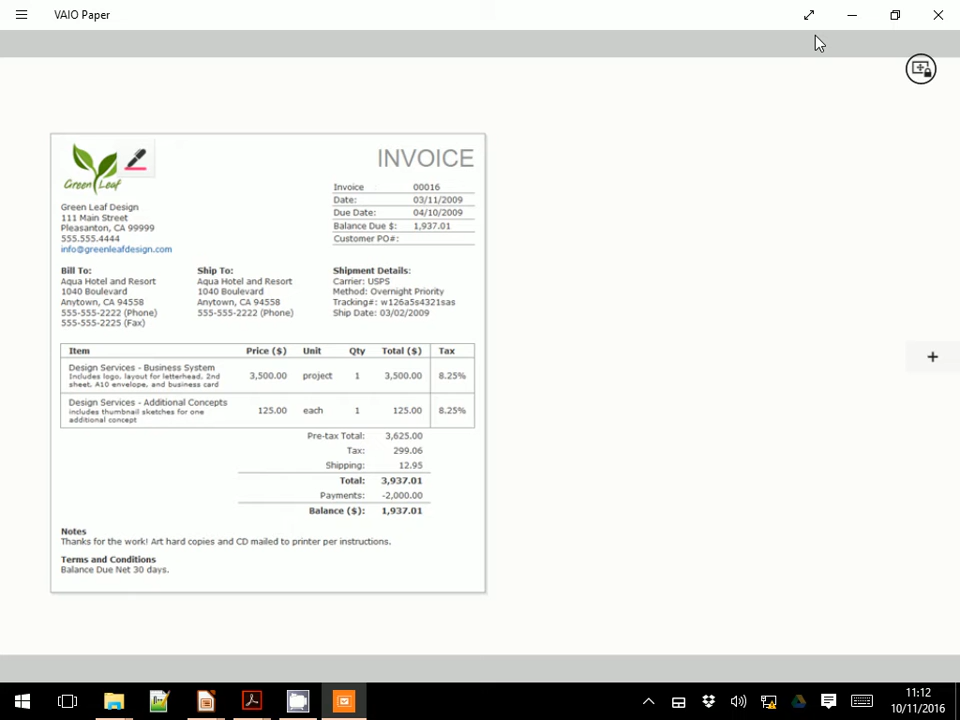 VAIO Paper
Green Leaf
INVOICE
Invoice 00016
Date: 03/11/2009
Due Date: 04/10/2009
Balance Due $: 1,937.01
Customer PO#:
Green Leaf Design
111 Main Street
Pleasanton, CA 99999
555.555.4444
info@greenleafdesign.com
Bill To:
Aqua Hotel and Resort
1040 Boulevard
Anytown, CA 94558
555-555-2222 (Phone)
555-555-2225 (Fax)
Ship To:
Aqua Hotel and Resort
1040 Boulevard
Anytown, CA 94558
555-555-2222 (Phone)
Shipment Details:
Carrier: USPS
Method: Overnight Priority
Tracking#: w126a5s4321sas
Ship Date: 03/02/2009
Item Price ($) Unit Qty Total ($) Tax
Design Services - Business System
Includes logo, layout for letterhead, 2nd
sheet, A10 envelope, and business card
3,500.00 project 1 3,500.00 8.25%
Design Services - Additional Concepts
includes thumbnail sketches for one
additional concept
125.00 each 1 125.00 8.25%
Pre-tax Total: 3,625.00
Tax: 299.06
Shipping: 12.95
Total: 3,937.01
Payments: -2,000.00
Balance ($): 1,937.01
Notes
Thanks for the work! Art hard copies and CD mailed to printer per instructions.
Terms and Conditions
Balance Due Net 30 days.
11:12
10/11/2016